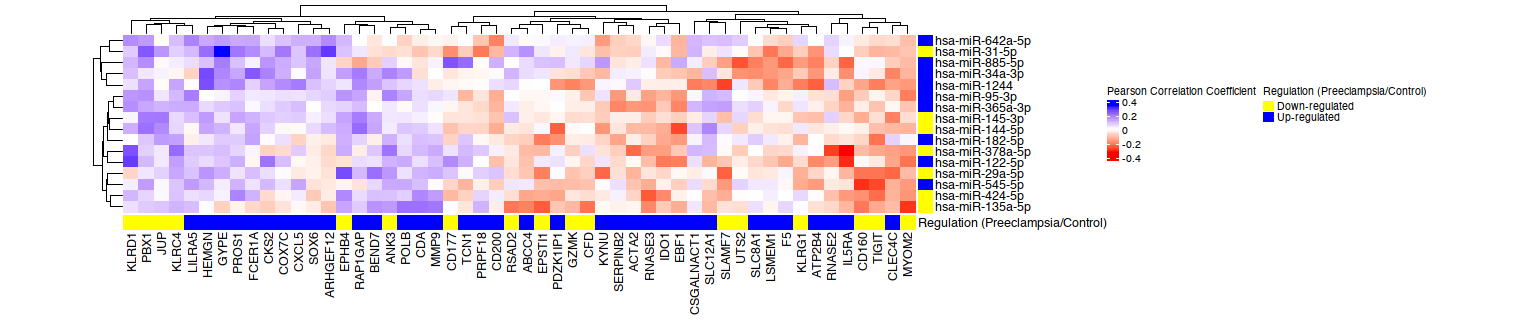 hsa-miR-642a-5p
hsa-miR-31-5p
hsa-miR-885-5p
hsa-miR-34a-3p
hsa-miR-1244
hsa-miR-95-3p
hsa-miR-365a-3p
hsa-miR-145-3p
hsa-miR-144-5p
hsa-miR-182-5p
hsa-miR-378a-5p
hsa-miR-122-5p
hsa-miR-29a-5p
hsa-miR-545-5p
hsa-miR-424-5p
hsa-miR-135a-5p
Regulation (Preeclampsia/Control)
KLRD1
PBX1
JUP
KLRC4
LILRA5
HEMGN
GYPE
PROS1
FCER1A
CKS2
COX7C
CXCL5
SOX6
ARHGEF12
EPHB4
RAP1GAP
BEND7
ANK3
POLB
CDA
MMP9
CD177
TCN1
PRPF18
CD200
RSAD2
ABCC4
EPSTI1
PDZK1IP1
GZMK
CFD
KYNU
SERPINB2
ACTA2
RNASE3
IDO1
EBF1
CSGALNACT1
SLC12A1
SLAMF7
UTS2
SLC8A1
LSMEM1
F5
KLRG1
ATP2B4
RNASE2
IL5RA
CD160
TIGIT
CLEC4C
MYOM2
Pearson Correlation Coefficient
0.4
0.2
0
-0.2
-0.4
Regulation (Preeclampsia/Control)
Down-regulated
Up-regulated